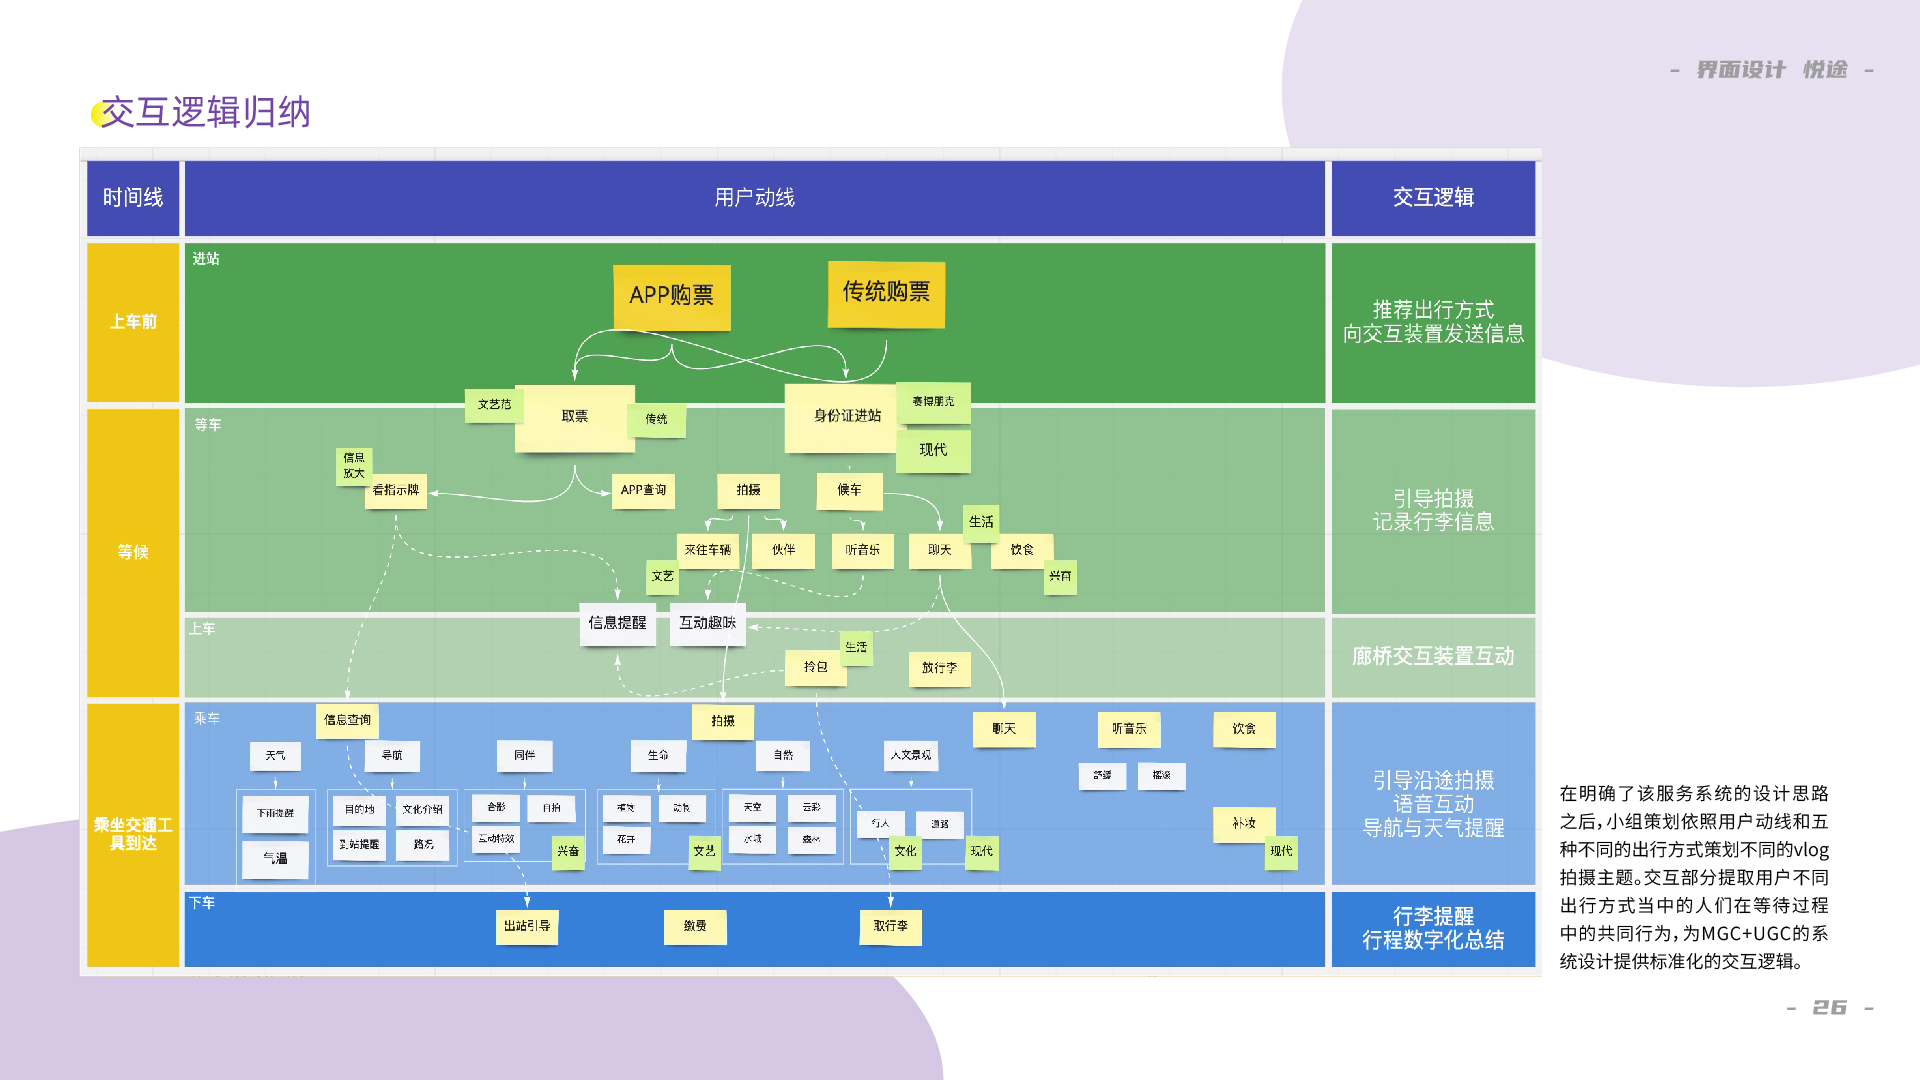 - 界面设计 悦途 -
交互逻辑归纳
时间线
用户动线
交互逻辑
上车前
进站
APP购票
传统购票
推荐出行方式
向交互装置发送信息
文艺范
取票
传统
身份证进站
赛博朋克
现代
等候
等车
信息
放大
看指示牌
APP查询
拍摄
候车
生活
来往车辆
伙伴
听音乐
聊天
饮食
文艺
兴奋
引导拍摄
记录行李信息
上车
信息提醒
互动趣味
生活
拎包
放行李
廊桥交互装置互动
乘坐交通工
具到达
乘车
信息查询
拍摄
聊天
听音乐
饮食
天气
导航
同伴
生命
自然
人文景观
舒缓
摇滚
下雨提醒
气温
目的地
文化介绍
到站提醒
路况
合影
自拍
互动特效
兴奋
植物
动物
花卉
文艺
天空
云彩
水域
森林
行人
道路
文化
现代
补妆
现代
引导沿途拍摄
语音互动
导航与天气提醒
下车
出站引导
缴费
取行李
行李提醒
行程数字化总结
在明确了该服务系统的设计思路
之后，小组策划依照用户动线和五
种不同的出行方式策划不同的vlog
拍摄主题。交互部分提取用户不同
出行方式当中的人们在等待过程
中的共同行为，为MGC+UGC的系
统设计提供标准化的交互逻辑。
- 26 -